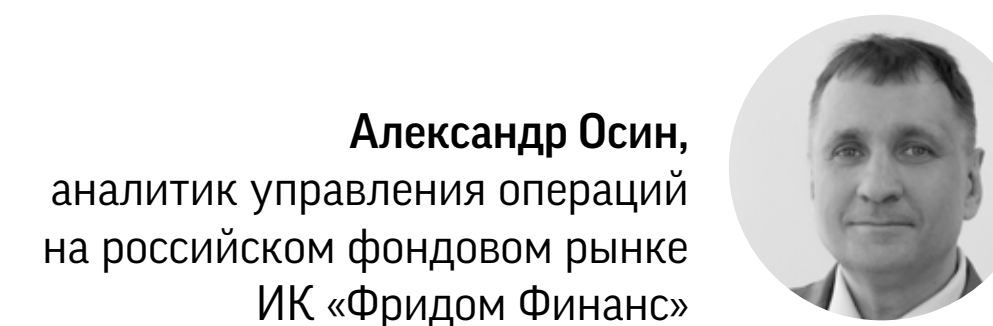 Александр Осин,
аналитик управления операций
на российском фондовом рынке
ИК «Фридом Финанс»